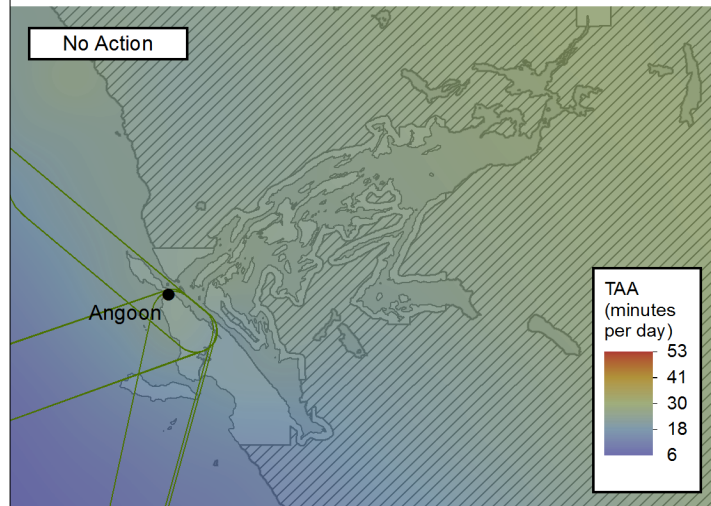 No Action
Angoon
TAA
(minutes
per day)
53
41
30
18
6